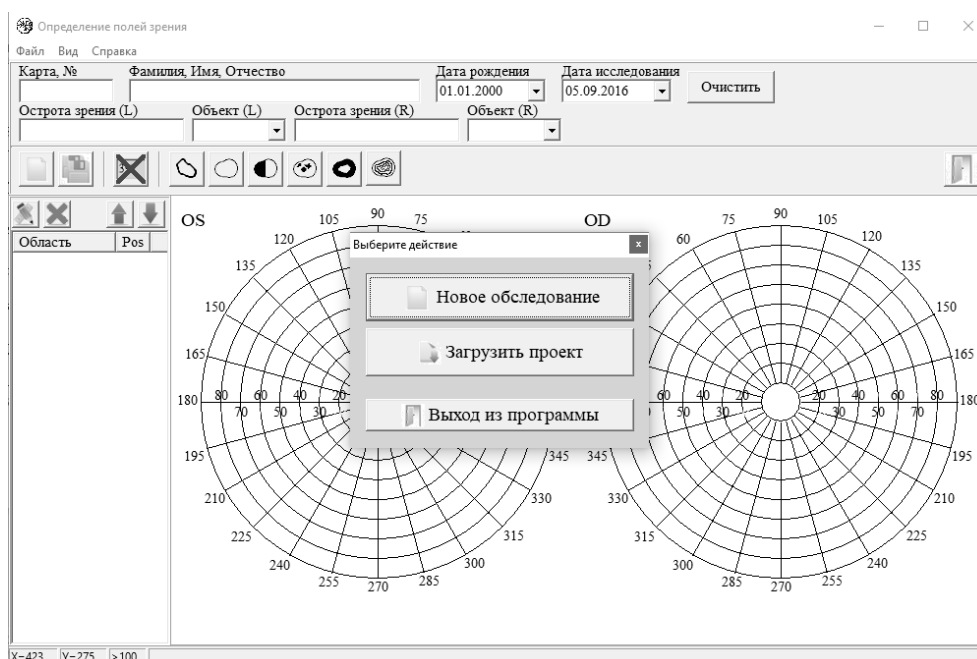 Определение полей зрения
Файл Вид Справка
Карта, № Фамилия, Имя, Отчество Дата рождения Дата исследования
01.01.2000 05.09.2016 Очистить
Острота зрения (L) Объект (L) Острота зрения (R) Объект (R)
Область Pos
OS 105 90 75 OD 75 90 105
120 60 120
Выберите действие x
135 135
Новое обследование
150 150
Загрузить проект
165 165
180 80 60 40 20 60 40 20 20 40 60 80 180
70 50 30 50 30 30 50 70
Выход из программы
195 345 345 195
210 330 330 210
225 315 315 225
240 300 300 240
255 270 285 285 270 255
X=423 Y=275 >100